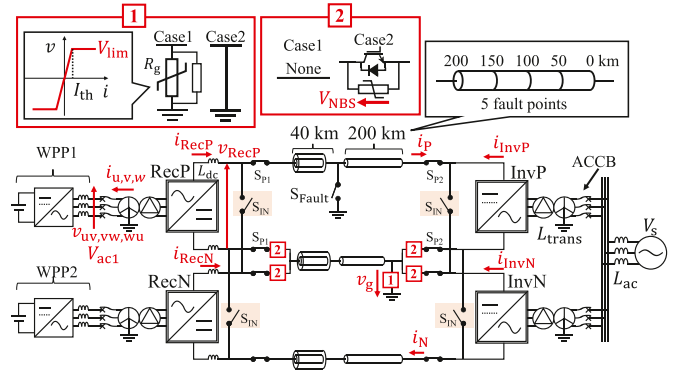 1
Case1 Case2
v
V_lim
I_th
i
R_g
2
Case1
None
Case2
V_NBS
200 150 100 50 0 km
5 fault points
40 km 200 km
WPP1
i_u,v,w
v_uv,vw,wu
V_ac1
RecP
i_RecP
v_RecP
L_dc
S_P1
S_IN
S_Fault
i_P
S_P2
S_IN
i_InvP
InvP
ACCB
L_trans
V_s
L_ac
S_P1
2
2
i_RecN
S_P2
2
2
1
v_g
i_InvN
WPP2
RecN
S_IN
S_IN
InvN
i_N